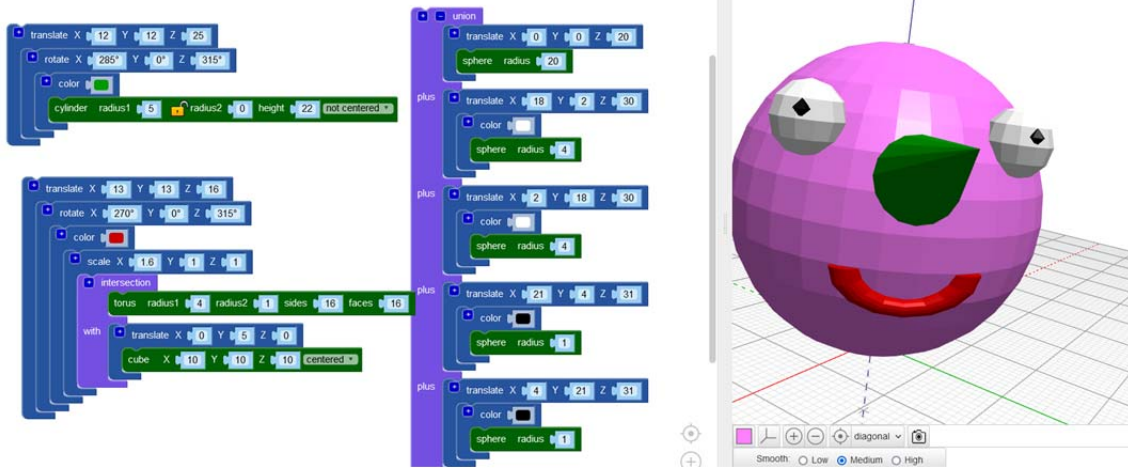 translate X 12 Y 12 Z 25
rotate X 285° Y 0° Z 315°
color
cylinder radius1 5 radius2 0 height 22 not centered
translate X 13 Y 13 Z 16
rotate X 270° Y 0° Z 315°
color
scale X 1.6 Y 1 Z 1
intersection
torus radius1 4 radius2 1 sides 16 faces 16
with translate X 0 Y 5 Z 0
cube X 10 Y 10 Z 10 centered
union
translate X 0 Y 0 Z 20
sphere radius 20
plus translate X 18 Y 2 Z 30
color
sphere radius 4
plus translate X 2 Y 18 Z 30
color
sphere radius 4
plus translate X 21 Y 4 Z 31
color
sphere radius 1
plus translate X 4 Y 21 Z 31
color
sphere radius 1
diagonal
Smooth: Low Medium High